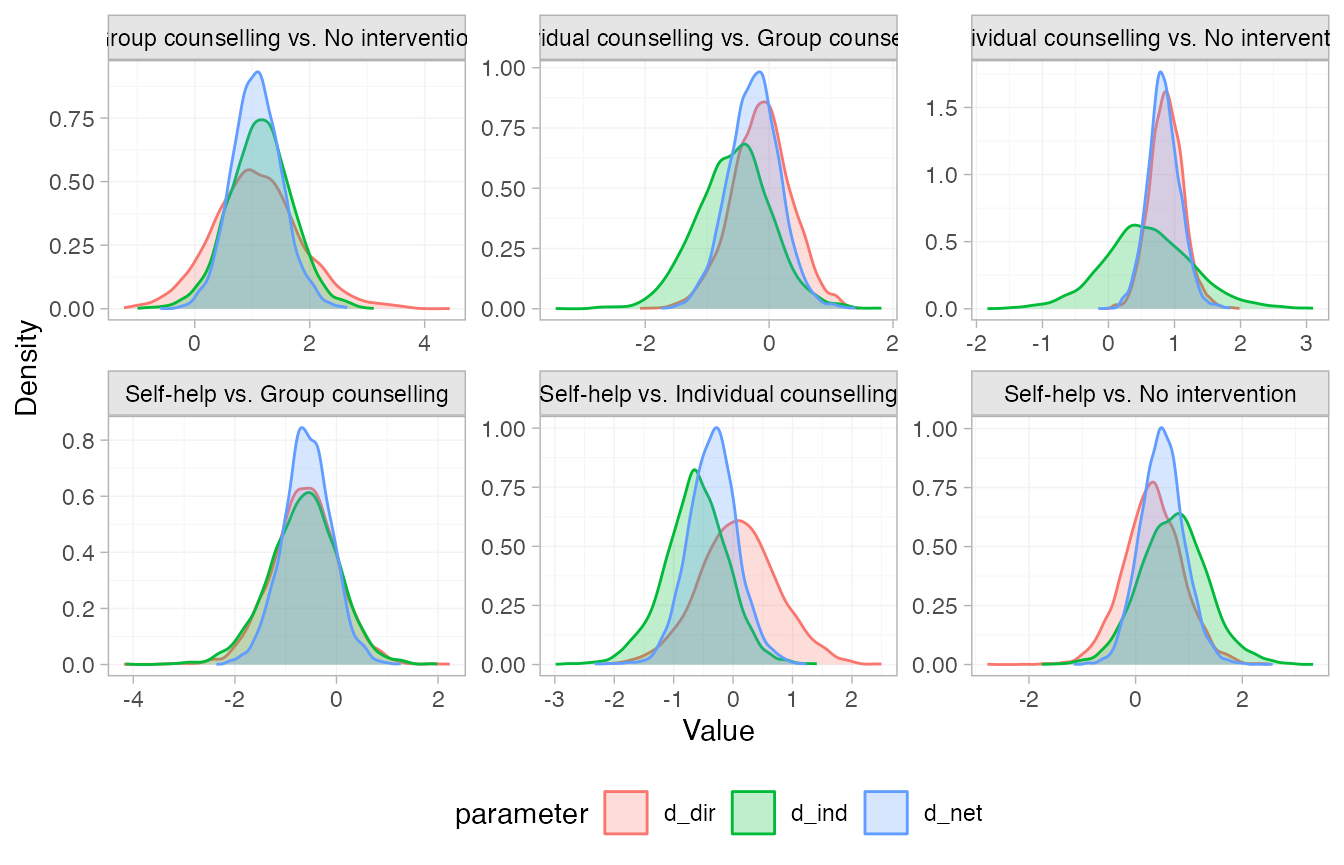 Group counselling vs. No interventio
vidual counselling vs. Group counse
ividual counselling vs. No intervent
0.75
0.50
0.25
0.00
0 2 4
1.00
0.75
0.50
0.25
0.00
-2 0 2
1.5
1.0
0.5
0.0
-2 -1 0 1 2 3
Density
Self-help vs. Group counselling
Self-help vs. Individual counselling
Self-help vs. No intervention
0.8
0.6
0.4
0.2
0.0
-4 -2 0 2
1.00
0.75
0.50
0.25
0.00
-3 -2 -1 0 1 2
1.00
0.75
0.50
0.25
0.00
-2 0 2
Value
parameter d_dir d_ind d_net